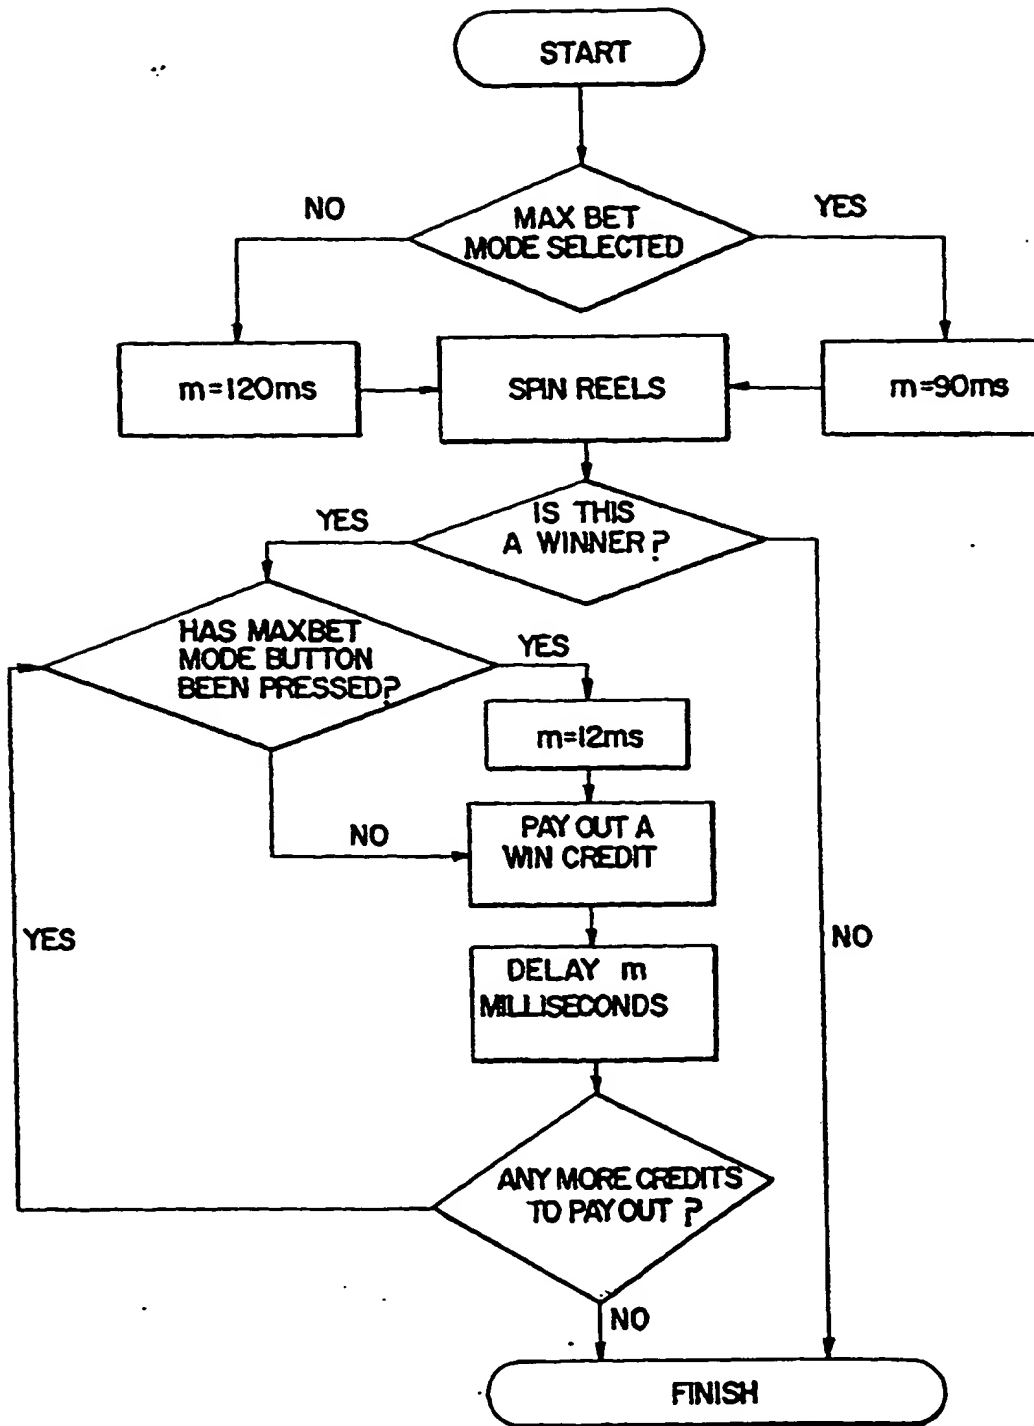 START
NO
YES
MAX BET
MODE SELECTED
m=120ms
SPIN REELS
m=90ms
YES
IS THIS
A WINNER?
HAS MAXBET
MODE BUTTON
BEEN PRESSED?
YES
m=12ms
NO
PAY OUT A
WIN CREDIT
YES
NO
DELAY m
MILLISECONDS
ANY MORE CREDITS
TO PAY OUT ?
NO
FINISH